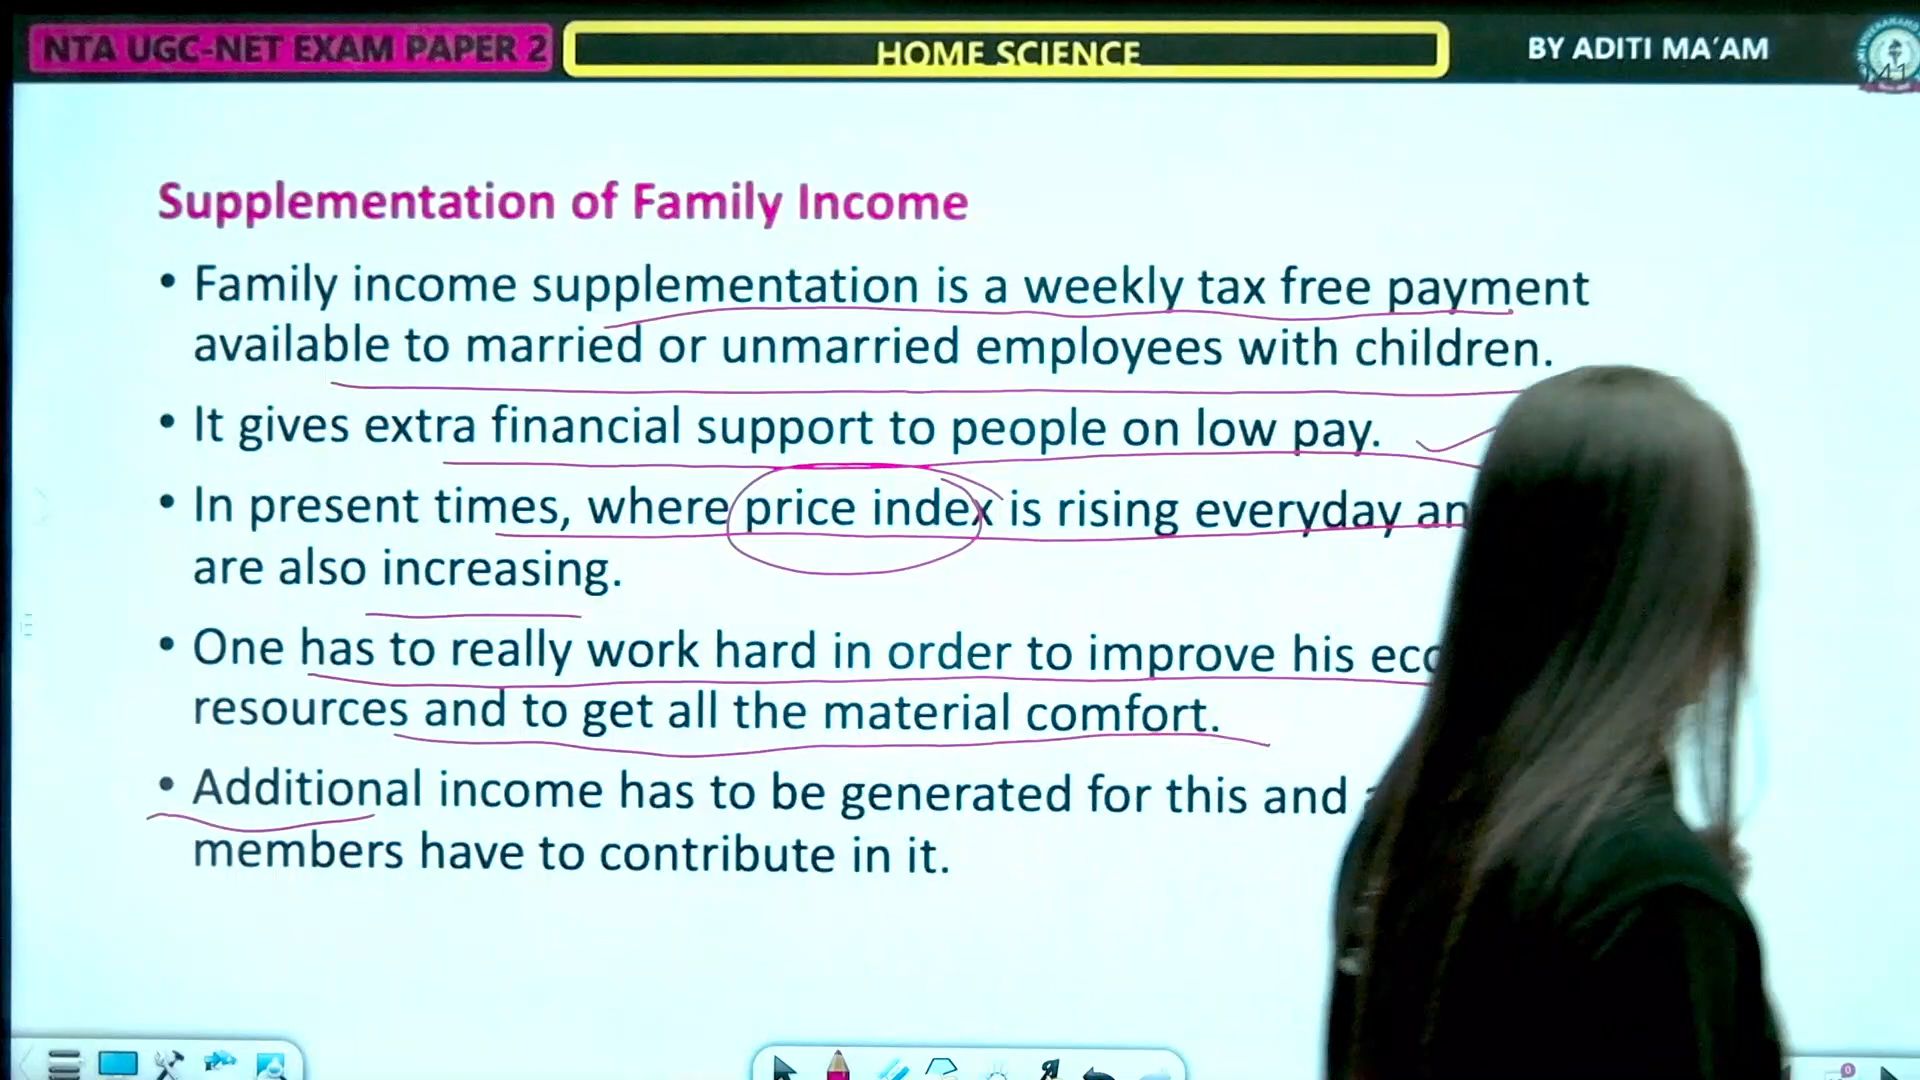 NTA UGC-NET EXAM PAPER 2
HOME SCIENCE
BY ADITI MA'AM
Supplementation of Family Income
• Family income supplementation is a weekly tax free payment
available to married or unmarried employees with children.
• It gives extra financial support to people on low pay.
• In present times, where price index is rising everyday
are also increasing.
• One has to really work hard in order to improve his
resources and to get all the material comfort.
• Additional income has to be generated for this and
members have to contribute in it.